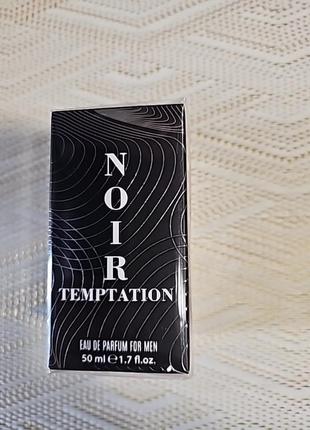 NOIR
TEMPTATION
EAU DE PARFUM FOR MEN
50 ml ℮ 1.7 fl.oz.